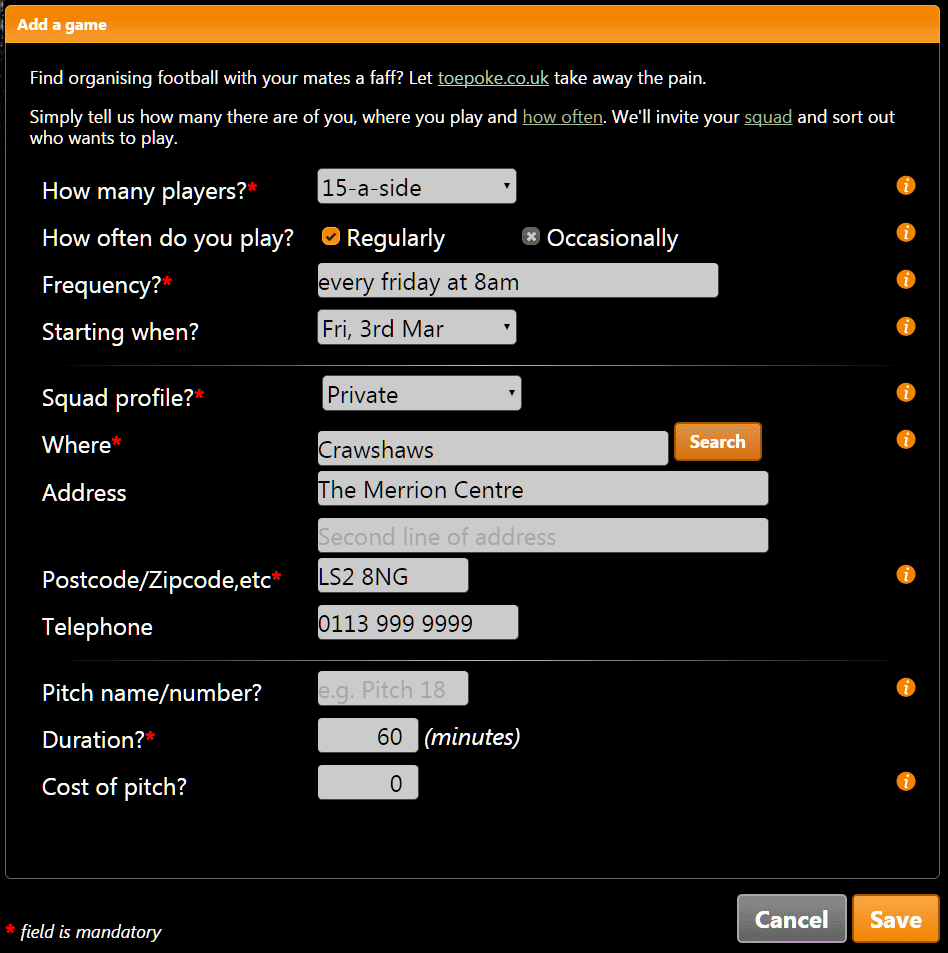 Add a game
Find organising football with your mates a faff? Let toepoke.co.uk take away the pain.
Simply tell us how many there are of you, where you play and how often. We'll invite your squad and sort out
who wants to play.
How many players?* 15-a-side
How often do you play? Regularly Occasionally
Frequency?* every friday at 8am
Starting when? Fri, 3rd Mar
Squad profile?* Private
Where* Crawshaws Search
Address The Merrion Centre
Second line of address
Postcode/Zipcode,etc* LS2 8NG
Telephone 0113 999 9999
Pitch name/number? e.g. Pitch 18
Duration?* 60 (minutes)
Cost of pitch? 0
* field is mandatory Cancel Save